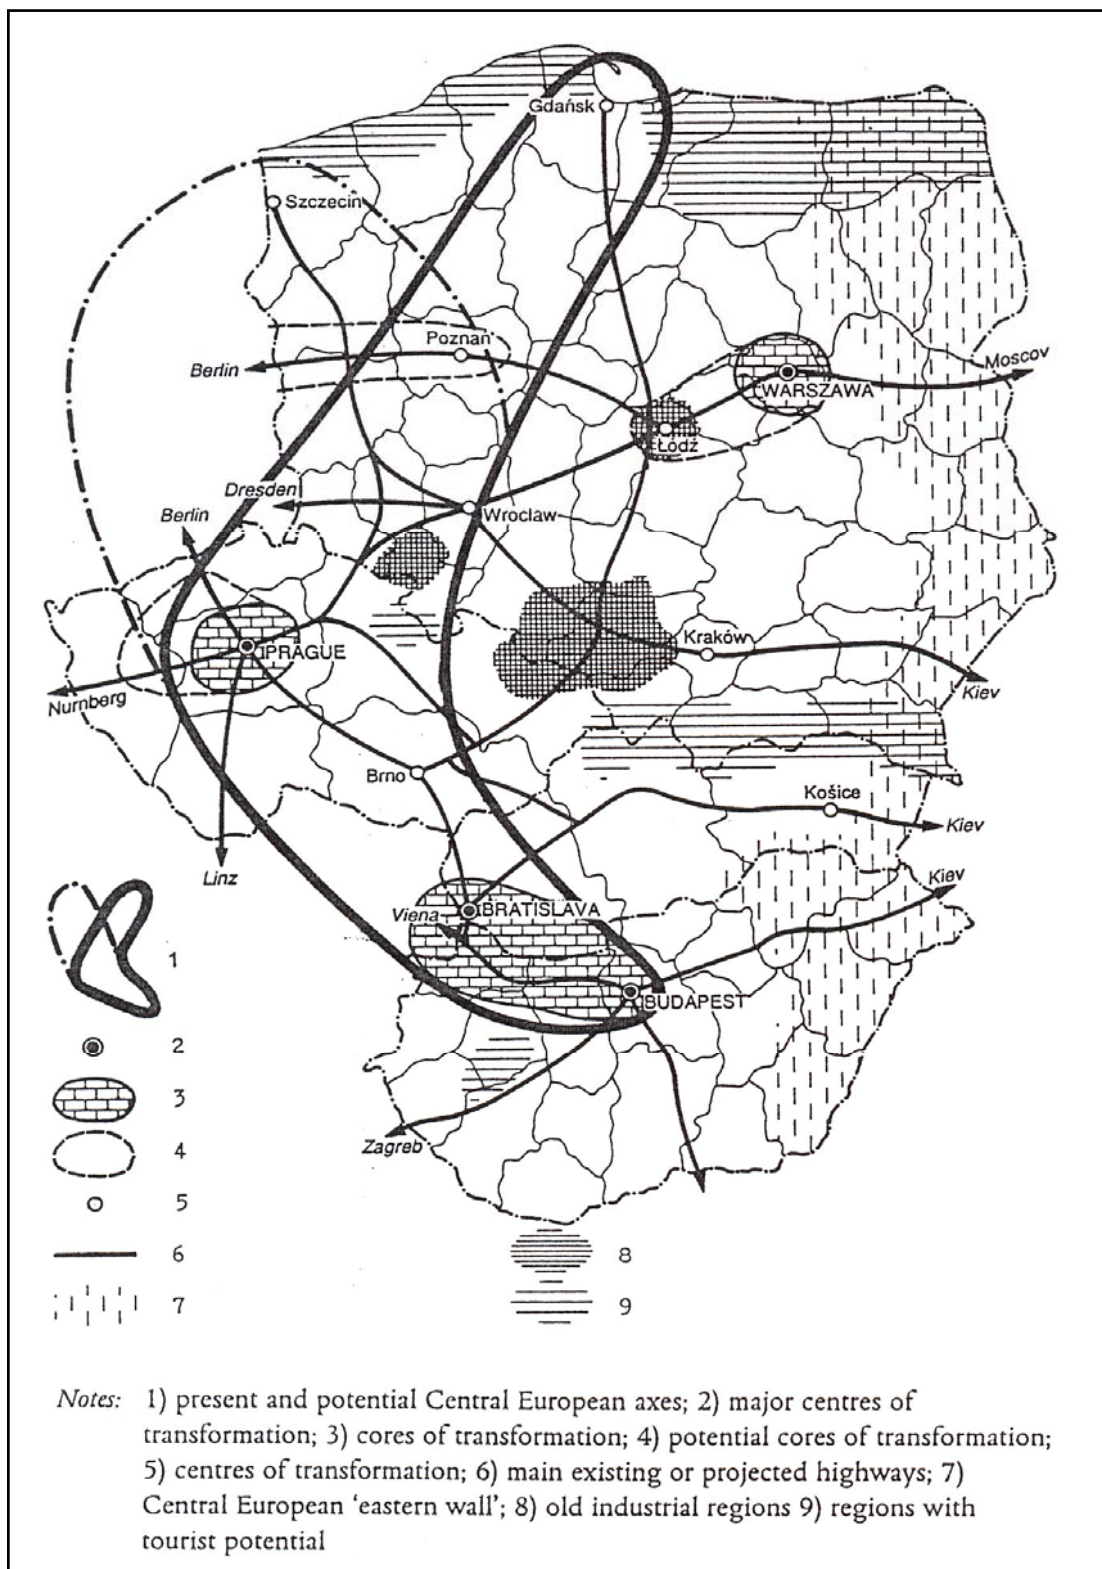 Gdańsk
Szczecin
Poznan
Berlin
Moscov
WARSZAWA
Łódź
Dresden
Wrocław
Berlin
PRAGUE
Kraków
Nurnberg
Kiev
Brno
Košice
Kiev
Linz
Kiev
BRATISLAVA
Viena
BUDAPEST
Zagreb
1
2
3
4
5
6
7
8
9
Notes: 1) present and potential Central European axes; 2) major centres of
transformation; 3) cores of transformation; 4) potential cores of transformation;
5) centres of transformation; 6) main existing or projected highways; 7)
Central European ‘eastern wall’; 8) old industrial regions 9) regions with
tourist potential